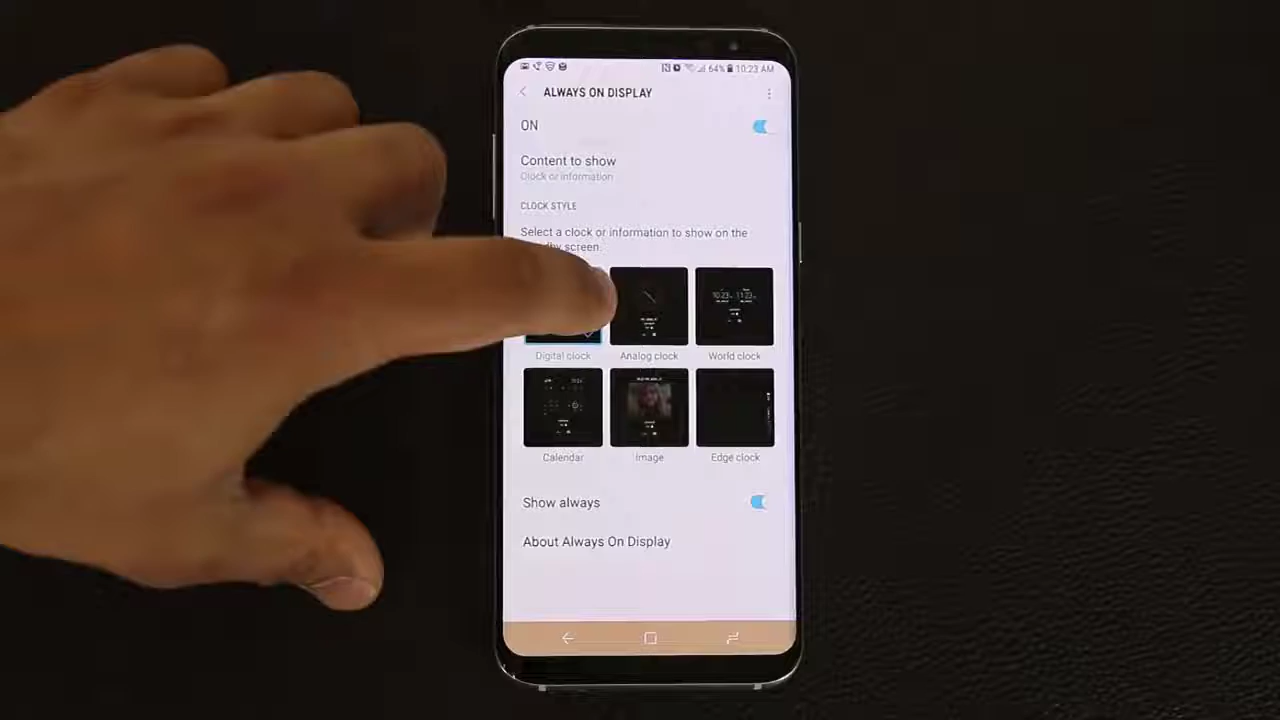 64% 10:23 AM
ALWAYS ON DISPLAY
ON
Content to show
Clock or information
CLOCK STYLE
Select a clock or information to show on the
screen.
Digital clock Analog clock World clock
Calendar Image Edge clock
Show always
About Always On Display